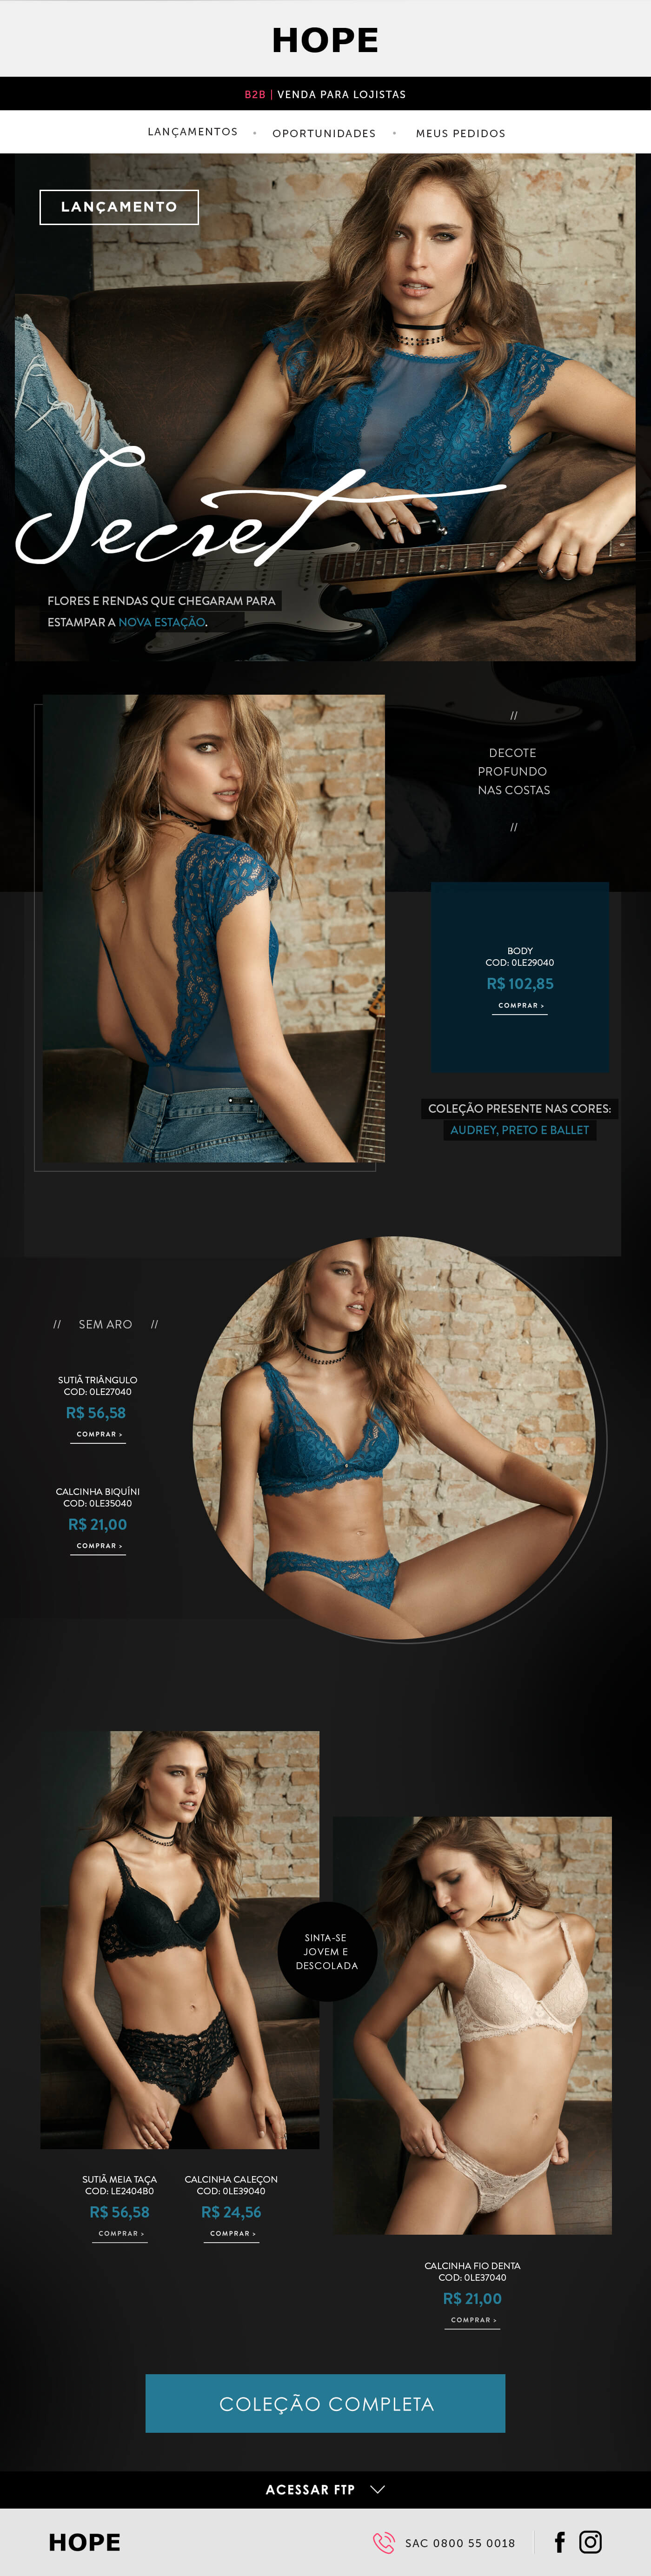 HOPE
B2B | VENDA PARA LOJISTAS
LANÇAMENTOS • OPORTUNIDADES • MEUS PEDIDOS
LANÇAMENTO
Secret
FLORES E RENDAS QUE CHEGARAM PARA
ESTAMPAR A NOVA ESTAÇÃO.
//
DECOTE
PROFUNDO
NAS COSTAS
//
BODY
COD: 0LE29040
R$ 102,85
COMPRAR >
COLEÇÃO PRESENTE NAS CORES:
AUDREY, PRETO E BALLET
// SEM ARO //
SUTIÃ TRIÂNGULO
COD: 0LE27040
R$ 56,58
COMPRAR >
CALCINHA BIQUÍNI
COD: 0LE35040
R$ 21,00
COMPRAR >
SINTA-SE
JOVEM E
DESCOLADA
SUTIÃ MEIA TAÇA
COD: LE2404B0
R$ 56,58
COMPRAR >
CALCINHA CALEÇON
COD: 0LE39040
R$ 24,56
COMPRAR >
CALCINHA FIO DENTA
COD: 0LE37040
R$ 21,00
COMPRAR >
COLEÇÃO COMPLETA
ACESSAR FTP
HOPE
SAC 0800 55 0018